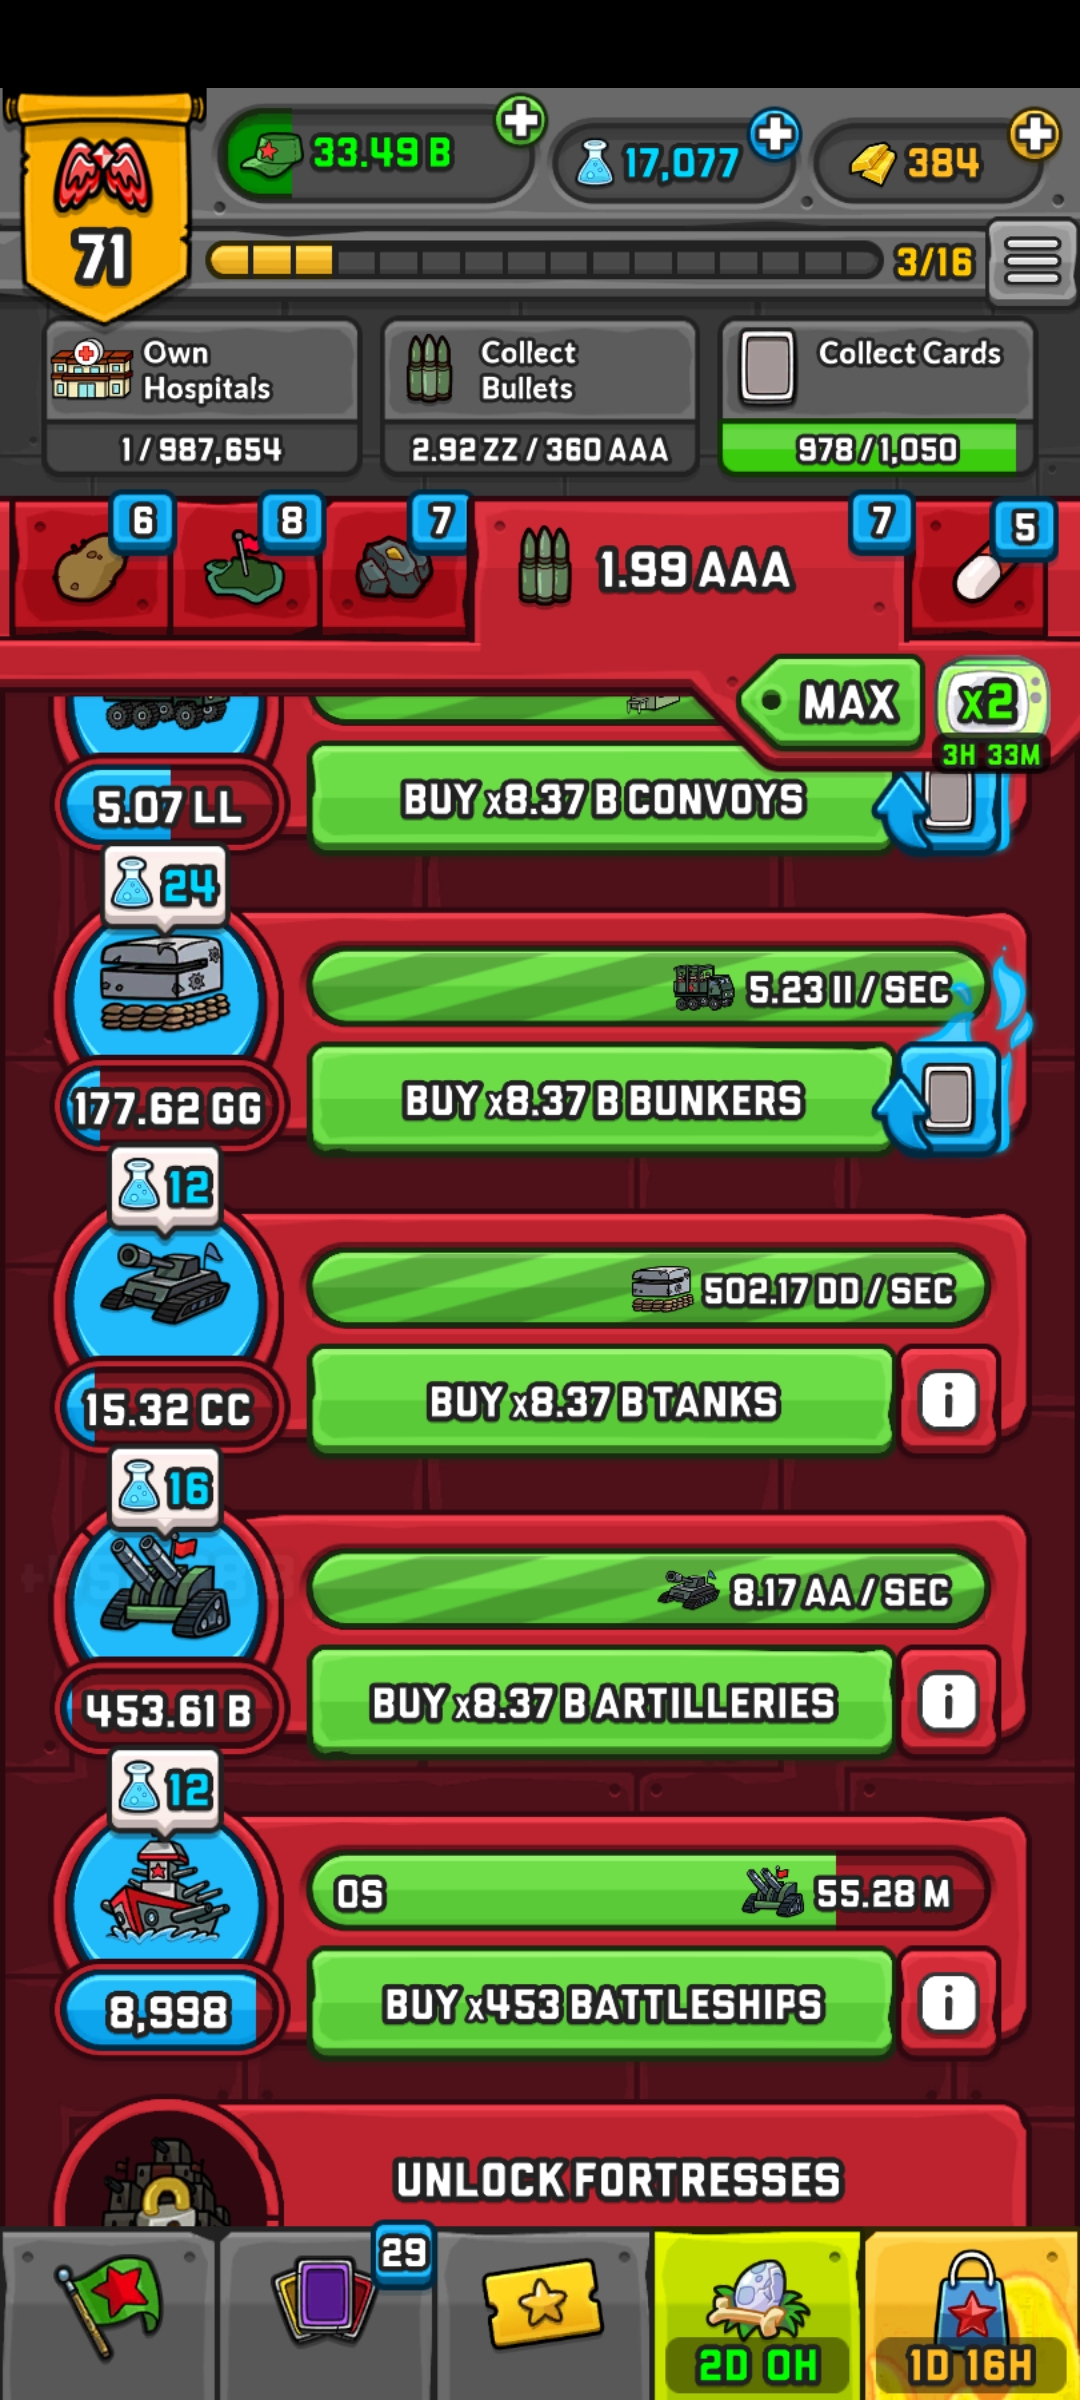 33.49 B
17,077
384
71
3/16
Own
Hospitals
1/987,654
Collect
Bullets
2.92 ZZ/360 AAA
Collect Cards
978/1,050
6
8
7
1.99 AAA
7
5
MAX
x2
3H 33M
5.07 LL
BUY x8.37 B CONVOYS
24
5.23 II/SEC
177.62 GG
BUY x8.37 B BUNKERS
12
502.17 DD/SEC
15.32 CC
BUY x8.37 B TANKS
16
8.17 AA/SEC
453.61 B
BUY x8.37 B ARTILLERIES
12
0S
55.28 M
8,998
BUY x453 BATTLESHIPS
UNLOCK FORTRESSES
29
2D 0H
1D 16H